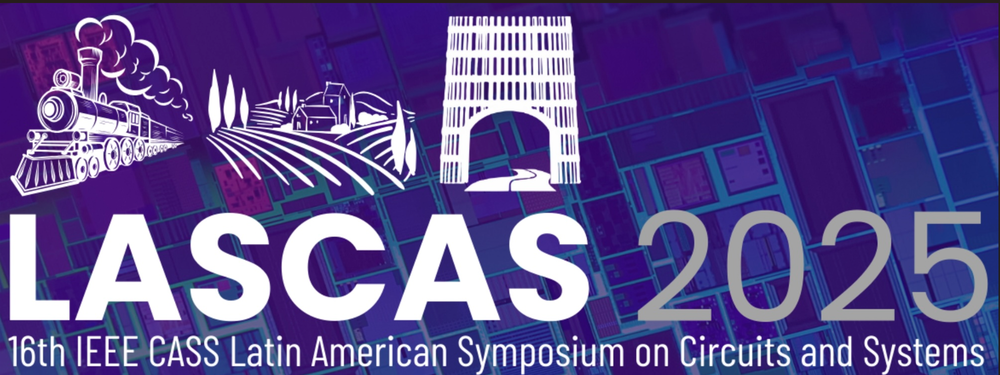 LASCAS 2025
16th IEEE CASS Latin American Symposium on Circuits and Systems